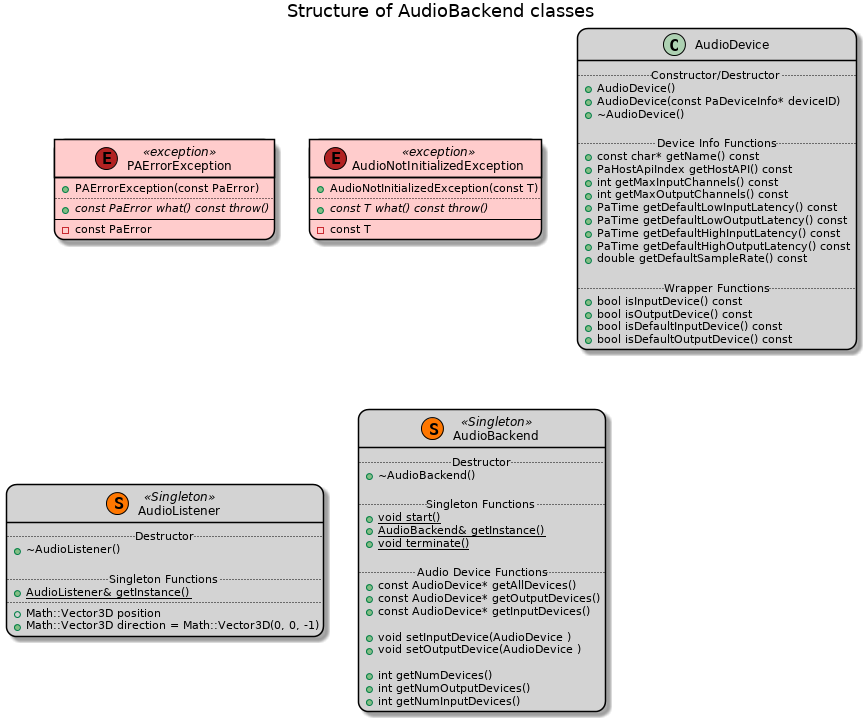 Structure of AudioBackend classes
C AudioDevice
Constructor/Destructor
AudioDevice()
AudioDevice(const PaDeviceInfo* deviceID)
~AudioDevice()
Device Info Functions
const char* getName() const
PaHostApiIndex getHostAPI() const
int getMaxInputChannels() const
int getMaxOutputChannels() const
PaTime getDefaultLowInputLatency() const
PaTime getDefaultLowOutputLatency() const
PaTime getDefaultHighInputLatency() const
PaTime getDefaultHighOutputLatency() const
double getDefaultSampleRate() const
Wrapper Functions
bool isInputDevice() const
bool isOutputDevice() const
bool isDefaultInputDevice() const
bool isDefaultOutputDevice() const
E «exception»
PAErrorException
PAErrorException(const PaError)
const PaError what() const throw()
const PaError
E «exception»
AudioNotInitializedException
AudioNotInitializedException(const T)
const T what() const throw()
const T
S «Singleton»
AudioListener
Destructor
~AudioListener()
Singleton Functions
AudioListener& getInstance()
Math::Vector3D position
Math::Vector3D direction = Math::Vector3D(0, 0, -1)
S «Singleton»
AudioBackend
Destructor
~AudioBackend()
Singleton Functions
void start()
AudioBackend& getInstance()
void terminate()
Audio Device Functions
const AudioDevice* getAllDevices()
const AudioDevice* getOutputDevices()
const AudioDevice* getInputDevices()
void setInputDevice(AudioDevice )
void setOutputDevice(AudioDevice )
int getNumDevices()
int getNumOutputDevices()
int getNumInputDevices()